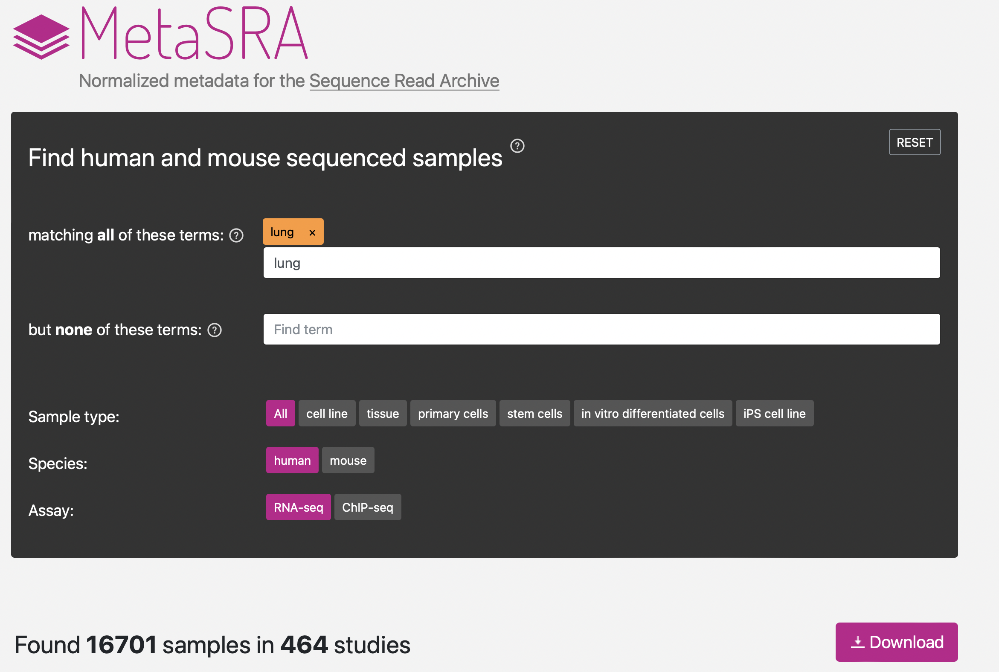 MetaSRA
Normalized metadata for the Sequence Read Archive
RESET
Find human and mouse sequenced samples ?
matching all of these terms: ? lung ×
lung
but none of these terms: ? Find term
Sample type: All cell line tissue primary cells stem cells in vitro differentiated cells iPS cell line
Species: human mouse
Assay: RNA-seq ChIP-seq
Found 16701 samples in 464 studies Download